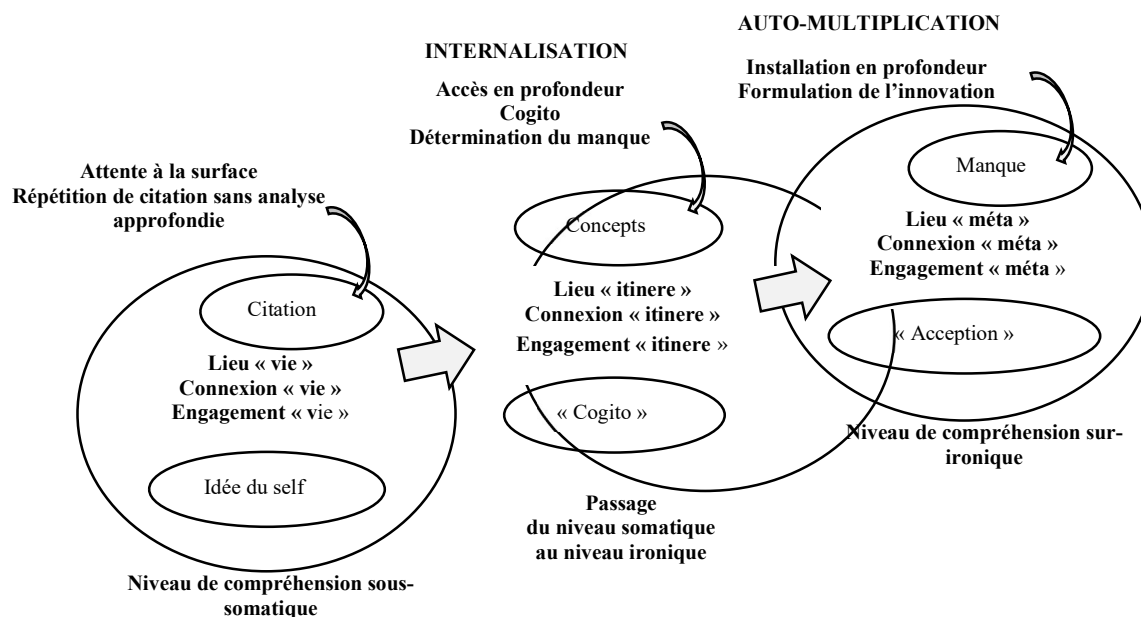 Attente à la surface
Répétition de citation sans analyse
approfondie
Citation
Lieu « vie »
Connexion « vie »
Engagement « vie »
Idée du self
Niveau de compréhension sous-
somatique
INTERNALISATION
Accès en profondeur
Cogito
Détermination du manque
Concepts
Lieu « itinere »
Connexion « itinere »
Engagement « itinere »
« Cogito »
Passage
du niveau somatique
au niveau ironique
AUTO-MULTIPLICATION
Installation en profondeur
Formulation de l’innovation
Manque
Lieu « méta »
Connexion « méta »
Engagement « méta »
« Acception »
Niveau de compréhension sur-
ironique